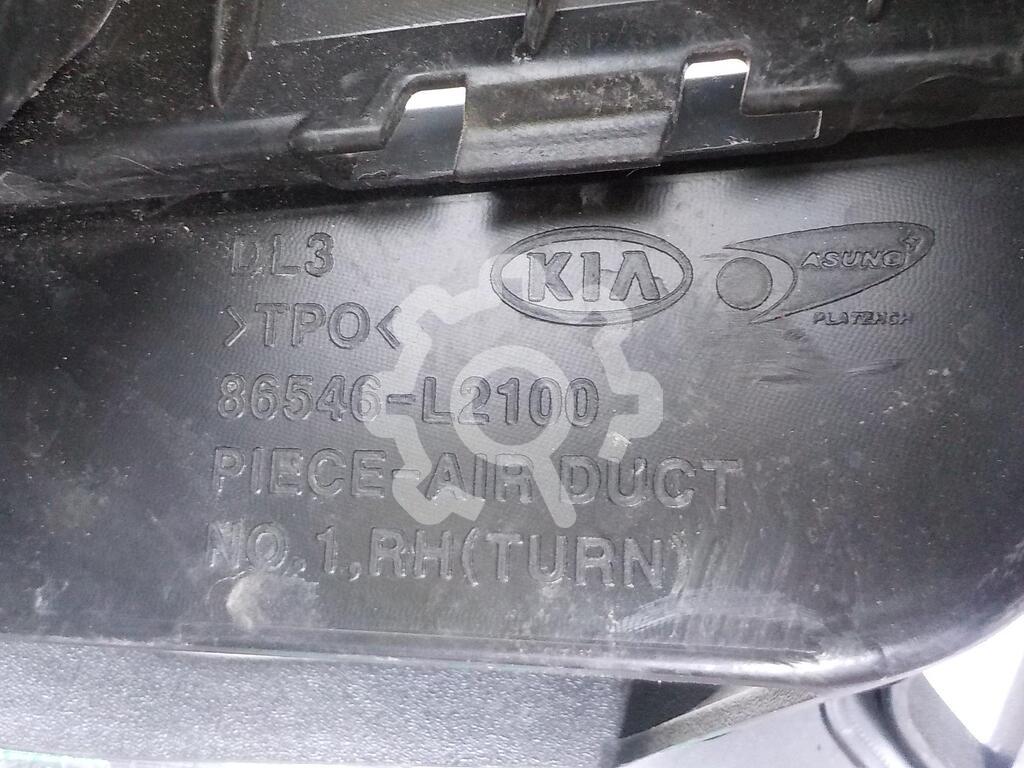 DL3
KIA
ASUNG
PLATECH
>TPO<
86546-L2100
PIECE-AIR DUCT
NO.1,RH(TURN)